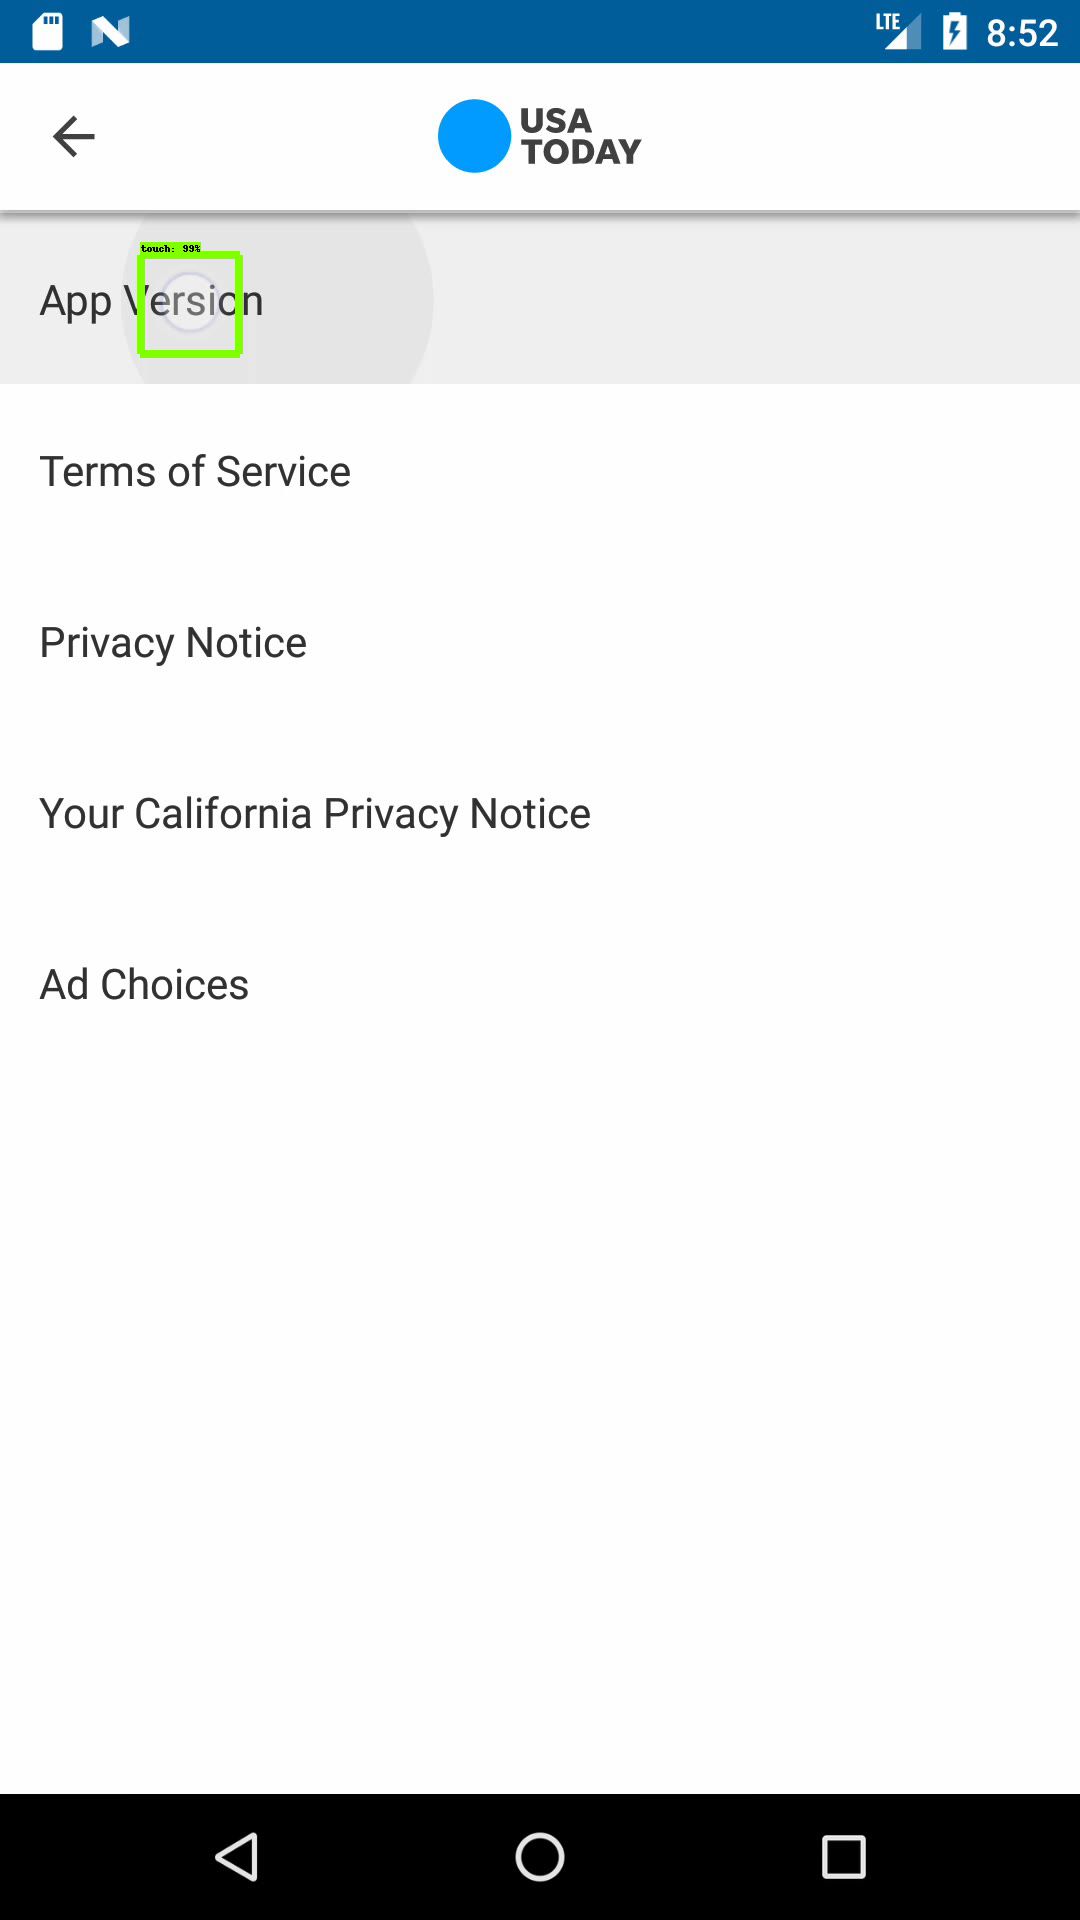 LTE 8:52
USA
TODAY
touch: 99%
App Version
Terms of Service
Privacy Notice
Your California Privacy Notice
Ad Choices